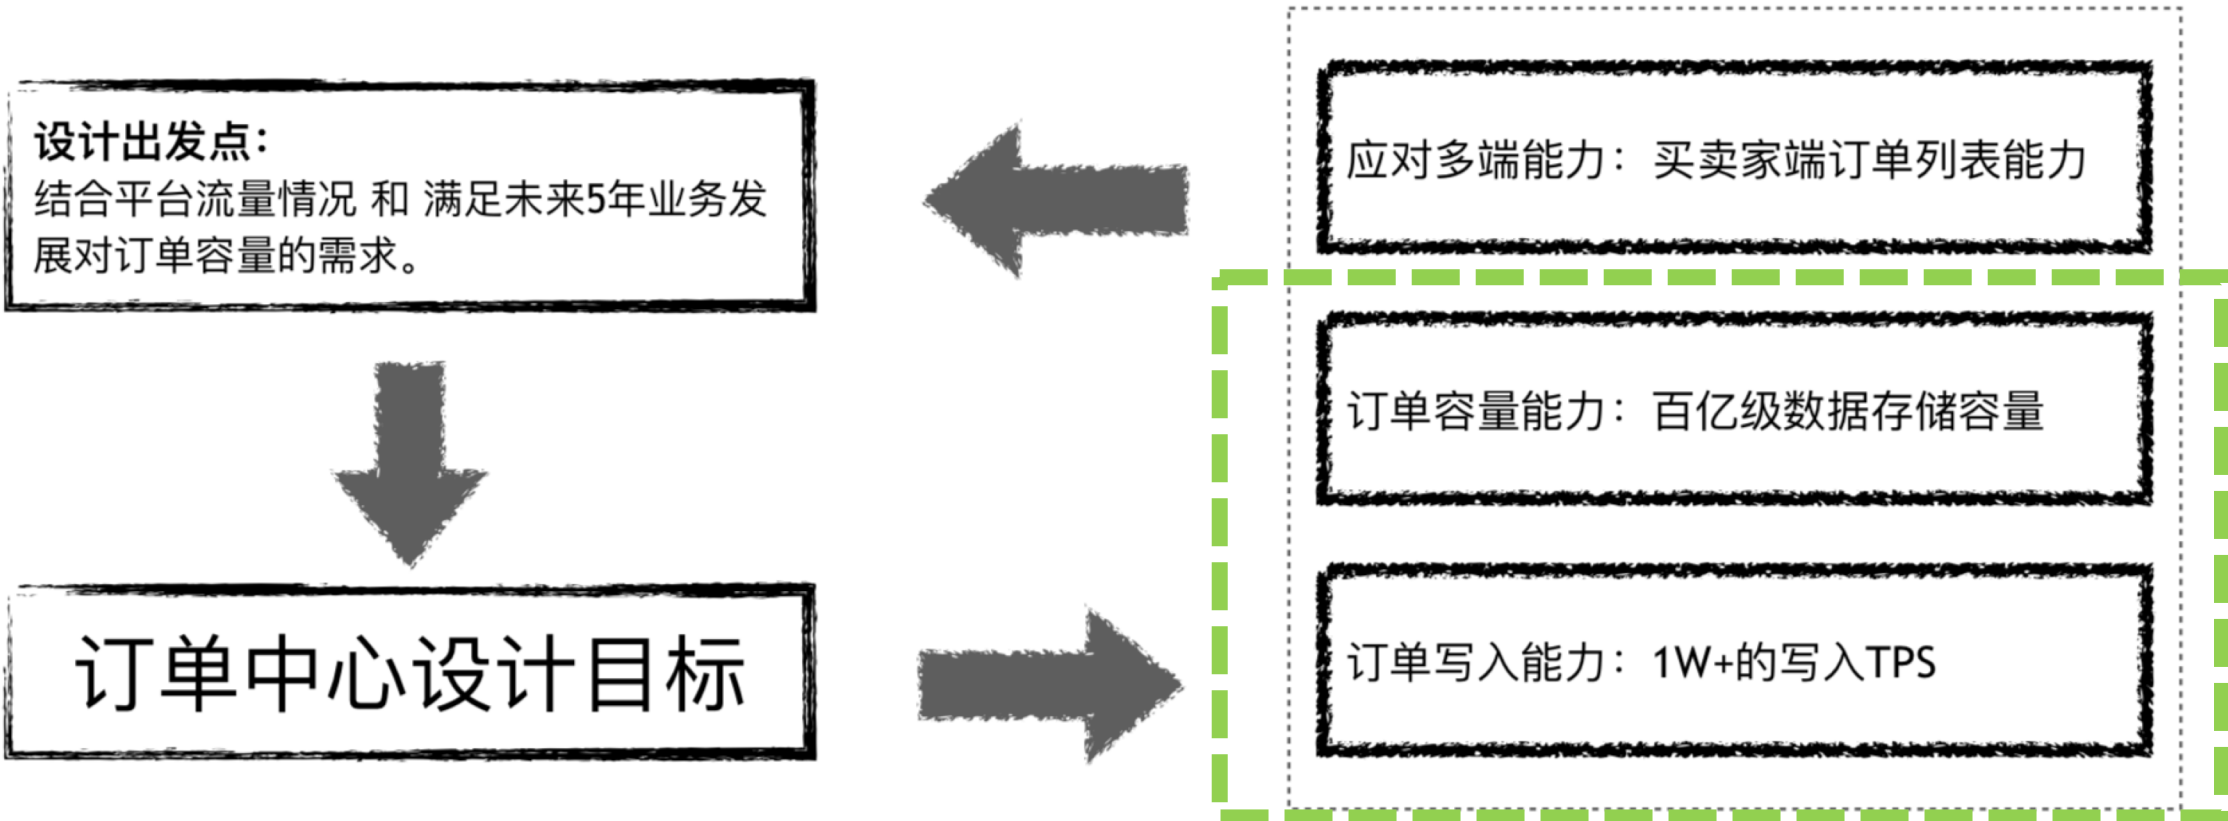 设计出发点：
结合平台流量情况 和 满足未来5年业务发
展对订单容量的需求。
订单中心设计目标
应对多端能力：买卖家端订单列表能力
订单容量能力：百亿级数据存储容量
订单写入能力：1W+的写入TPS